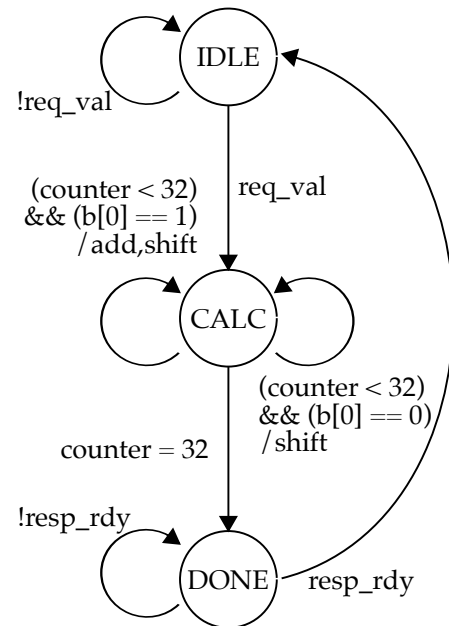 IDLE
!req_val
req_val
(counter < 32)
&& (b[0] == 1)
/add,shift
CALC
(counter < 32)
&& (b[0] == 0)
/shift
counter = 32
!resp_rdy
DONE
resp_rdy